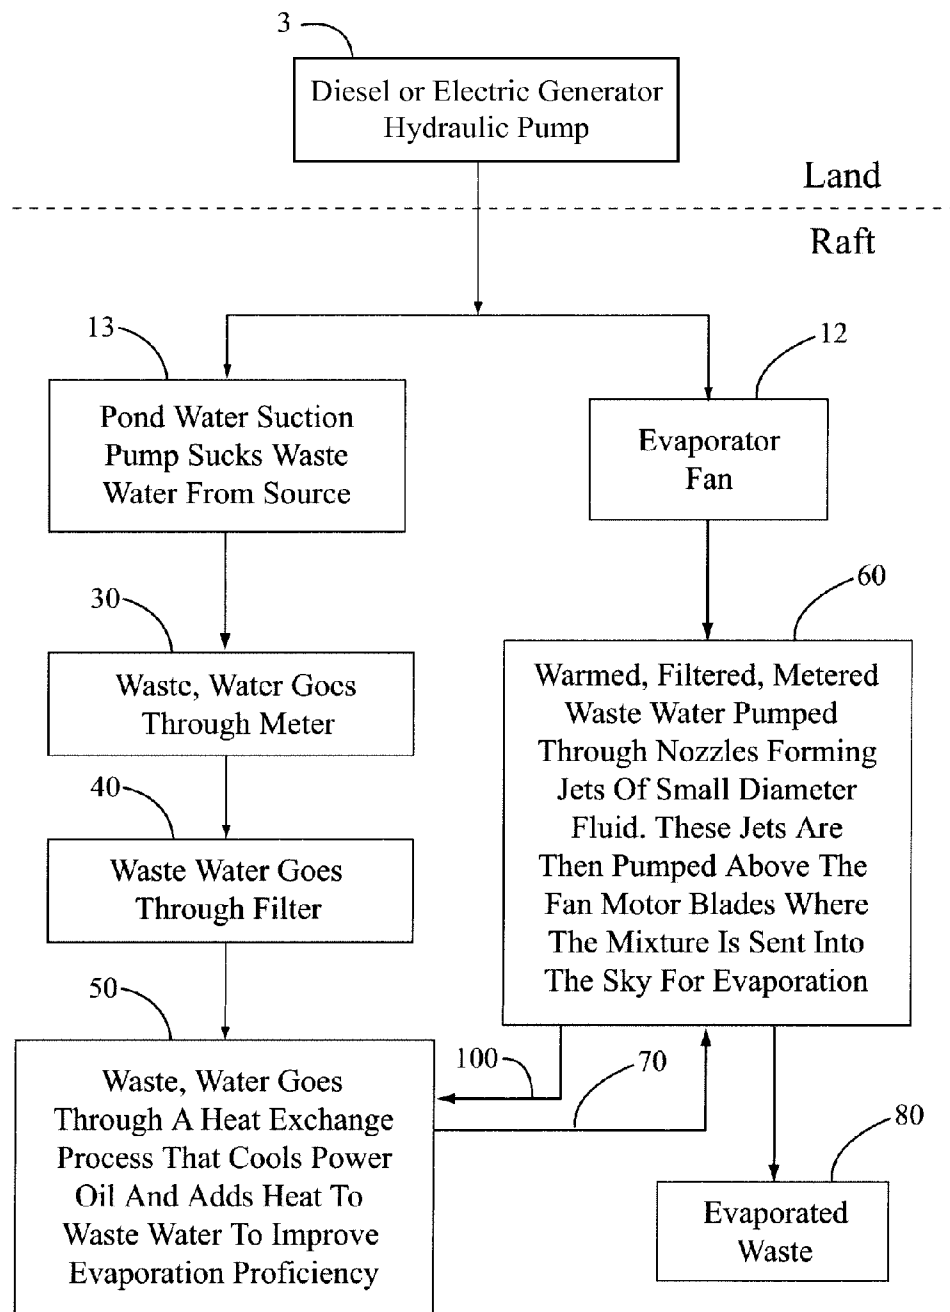 3
Diesel or Electric Generator
Hydraulic Pump
Land
Raft
13
Pond Water Suction
Pump Sucks Waste
Water From Source
12
Evaporator
Fan
30
Waste, Water Goes
Through Meter
40
Waste Water Goes
Through Filter
50
Waste, Water Goes
Through A Heat Exchange
Process That Cools Power
Oil And Adds Heat To
Waste Water To Improve
Evaporation Proficiency
60
Warmed, Filtered, Metered
Waste Water Pumped
Through Nozzles Forming
Jets Of Small Diameter
Fluid. These Jets Are
Then Pumped Above The
Fan Motor Blades Where
The Mixture Is Sent Into
The Sky For Evaporation
100
70
80
Evaporated
Waste